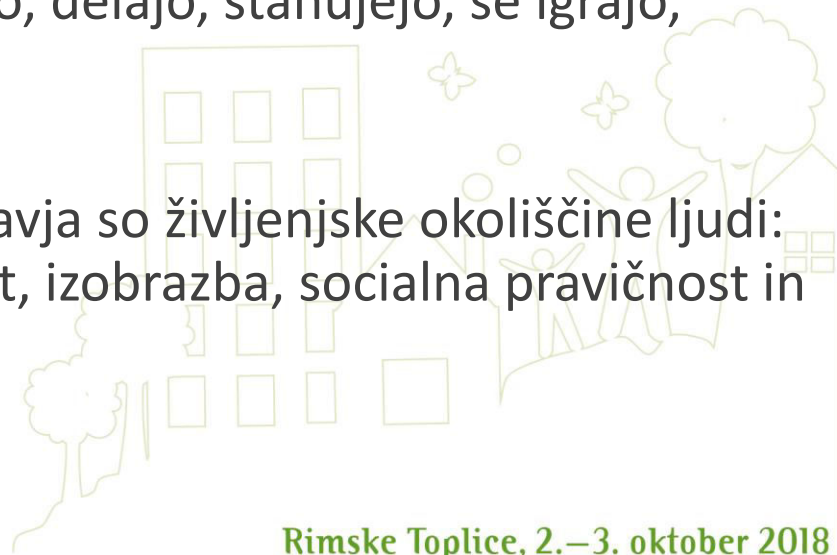 delajo, stanujejo, se igrajo,
avja so življenjske okoliščine ljudi:
t, izobrazba, socialna pravičnost in
Rimske Toplice, 2.–3. oktober 2018